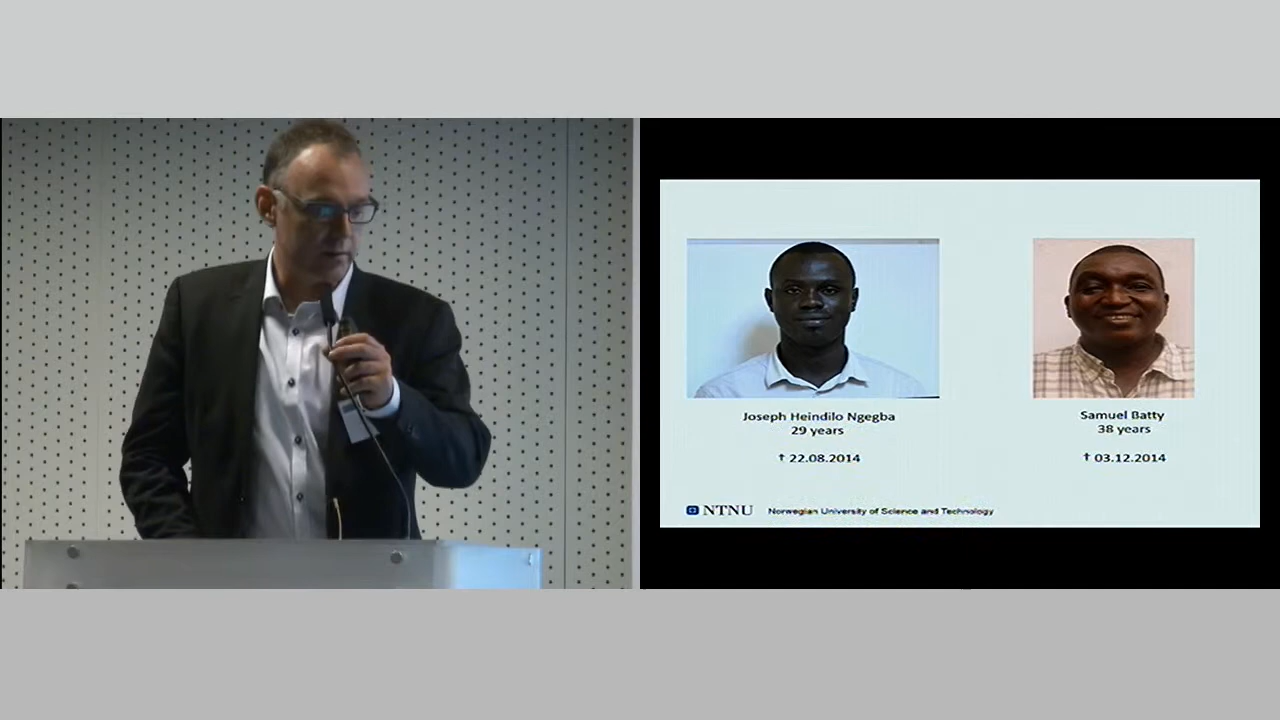 Joseph Heindilo Ngegba
29 years
† 22.08.2014
Samuel Batty
38 years
† 03.12.2014
NTNU Norwegian University of Science and Technology